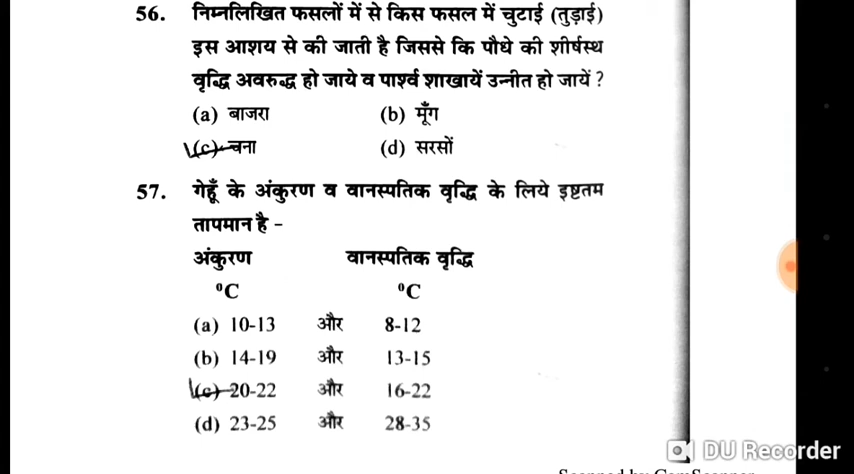 56. निम्नलिखित फसलों में से किस फसल में चुटाई (तुड़ाई)
इस आशय से की जाती है जिससे कि पौधे की शीर्षस्थ
वृद्धि अवरुद्ध हो जाये व पार्श्व शाखायें उन्नीत हो जायें ?
(a) बाजरा (b) मूँग
(c) चना (d) सरसों
57. गेहूँ के अंकुरण व वानस्पतिक वृद्धि के लिये इष्टतम
तापमान है -
अंकुरण वानस्पतिक वृद्धि
⁰C ⁰C
(a) 10-13 और 8-12
(b) 14-19 और 13-15
(c) 20-22 और 16-22
(d) 23-25 और 28-35
DU Recorder